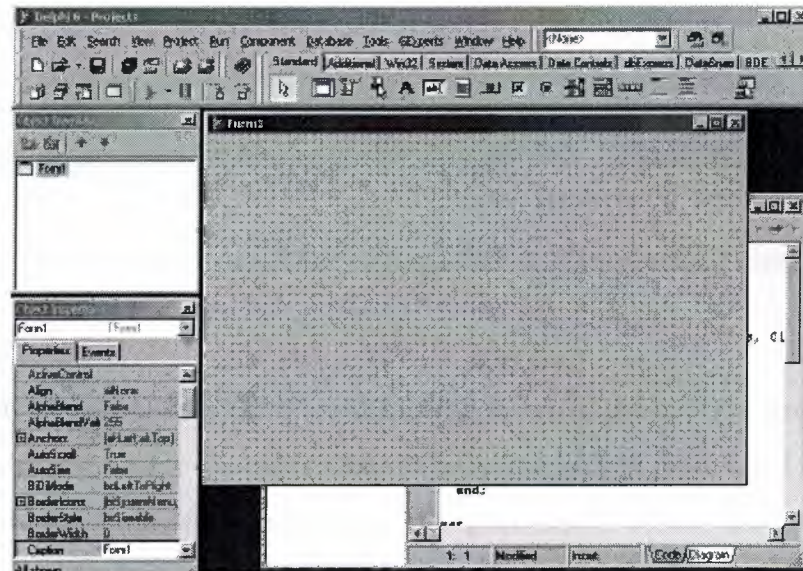 Delphi 6 - Project1
File Edit Search View Project Run Component Database Tools GExperts Window Help <None>
Standard Additional Win32 System Data Access Data Controls dbExpress DataSnap BDE
Form1
Form1
Form1 TForm1
Properties Events
ActiveControl
Align alNone
AlphaBlend False
AlphaBlendVal 255
Anchors [akLeft,akTop]
AutoScroll True
AutoSize False
BiDiMode bdLeftToRight
BorderIcons [biSystemMenu,
BorderStyle bsSizeable
BorderWidth 0
Caption Form1
end;
var
1: 1 Modified Insert Code Diagram